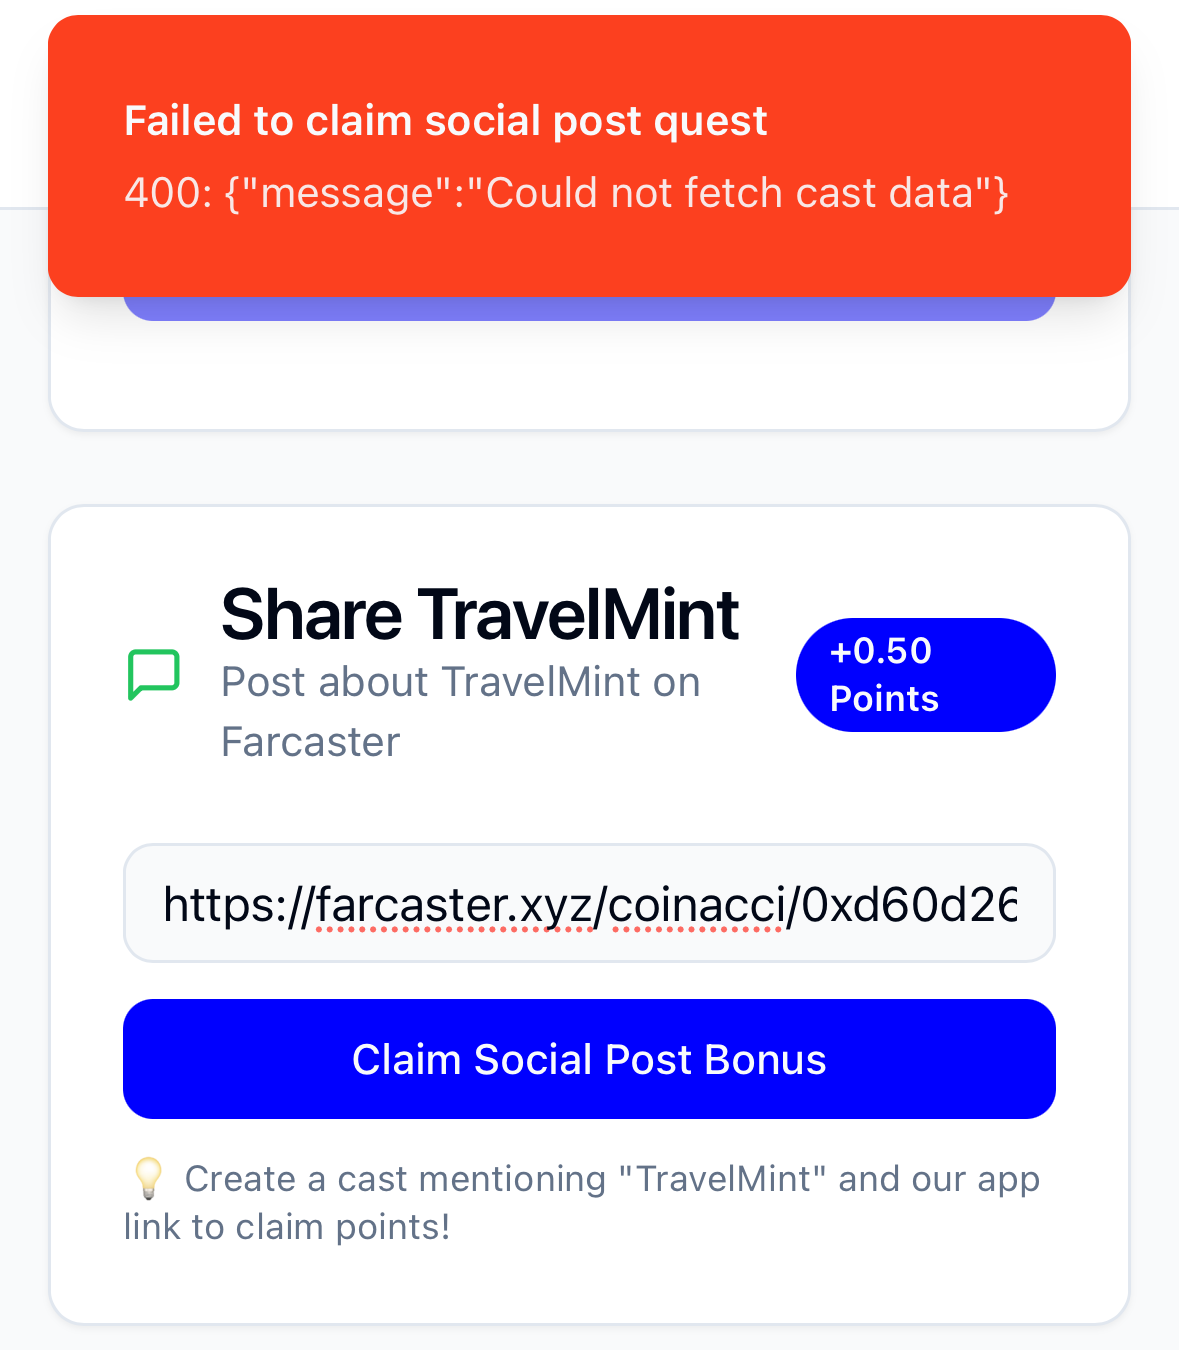 Failed to claim social post quest
400: {"message":"Could not fetch cast data"}
Share TravelMint
Post about TravelMint on
Farcaster
+0.50
Points
https://farcaster.xyz/coinacci/0xd60d26
Claim Social Post Bonus
💡 Create a cast mentioning "TravelMint" and our app
link to claim points!